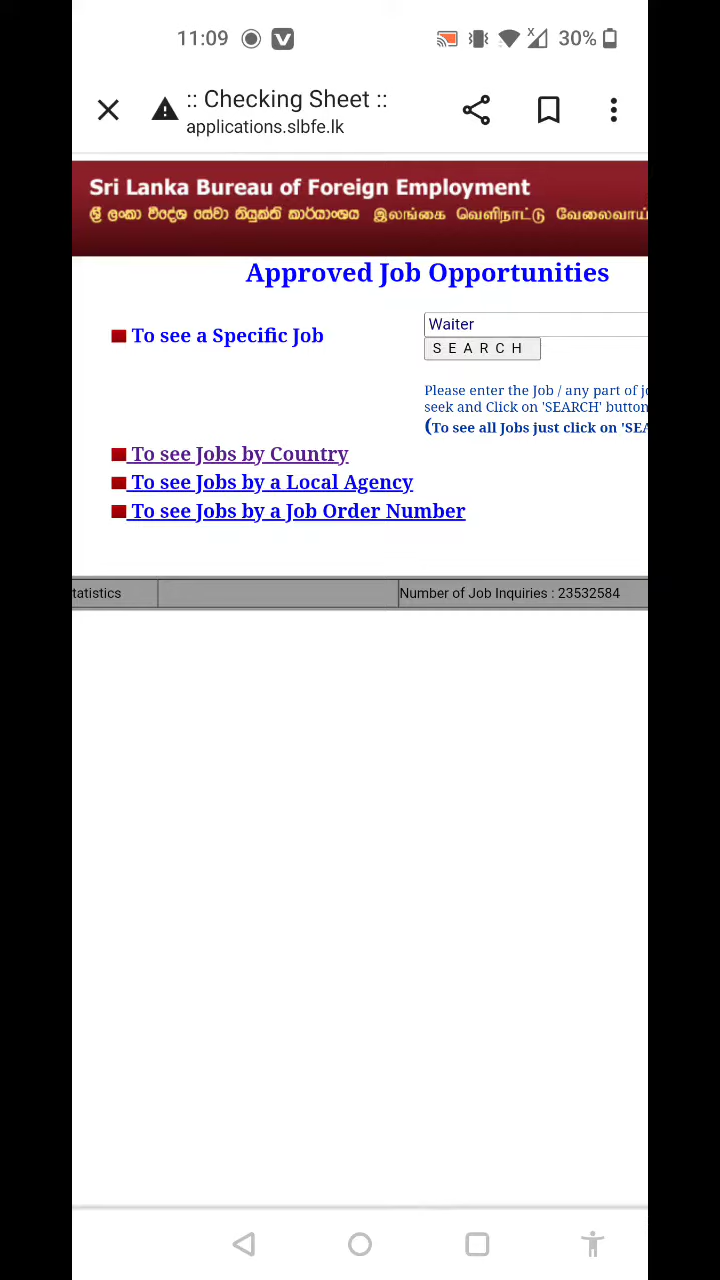 11:09
x
30%
:: Checking Sheet ::
applications.slbfe.lk
Sri Lanka Bureau of Foreign Employment
ශ්‍රී ලංකා විදේශ සේවා නියුක්ති කාර්යාංශය இலங்கை வெளிநாட்டு வேலைவாய்
Approved Job Opportunities
To see a Specific Job
Waiter
SEARCH
Please enter the Job / any part of jo
seek and Click on 'SEARCH' button
(To see all Jobs just click on 'SEA
To see Jobs by Country
To see Jobs by a Local Agency
To see Jobs by a Job Order Number
tatistics
Number of Job Inquiries : 23532584